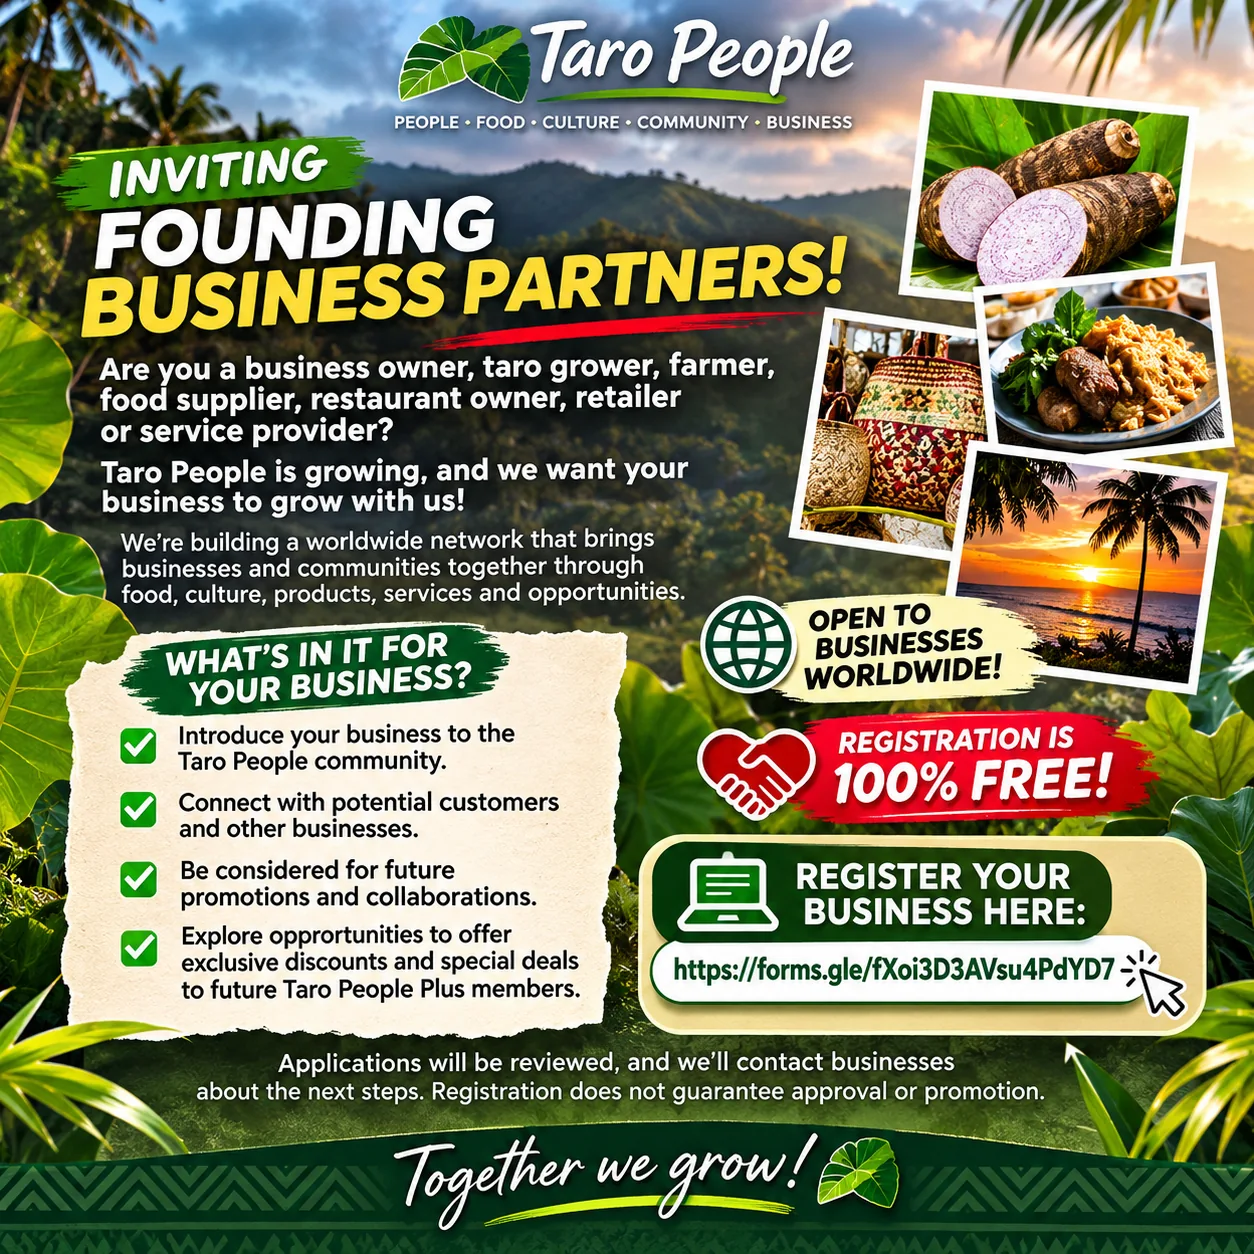 Taro People
PEOPLE • FOOD • CULTURE • COMMUNITY • BUSINESS
INVITING
FOUNDING
BUSINESS PARTNERS!
Are you a business owner, taro grower, farmer,
food supplier, restaurant owner, retailer
or service provider?
Taro People is growing, and we want your
business to grow with us!
We're building a worldwide network that brings
businesses and communities together through
food, culture, products, services and opportunities.
WHAT'S IN IT FOR
YOUR BUSINESS?
Introduce your business to the
Taro People community.
Connect with potential customers
and other businesses.
Be considered for future
promotions and collaborations.
Explore opprortunities to offer
exclusive discounts and special deals
to future Taro People Plus members.
OPEN TO
BUSINESSES
WORLDWIDE!
REGISTRATION IS
100% FREE!
REGISTER YOUR
BUSINESS HERE:
https://forms.gle/fXoi3D3AVsu4PdYD7
Applications will be reviewed, and we'll contact businesses
about the next steps. Registration does not guarantee approval or promotion.
Together we grow!